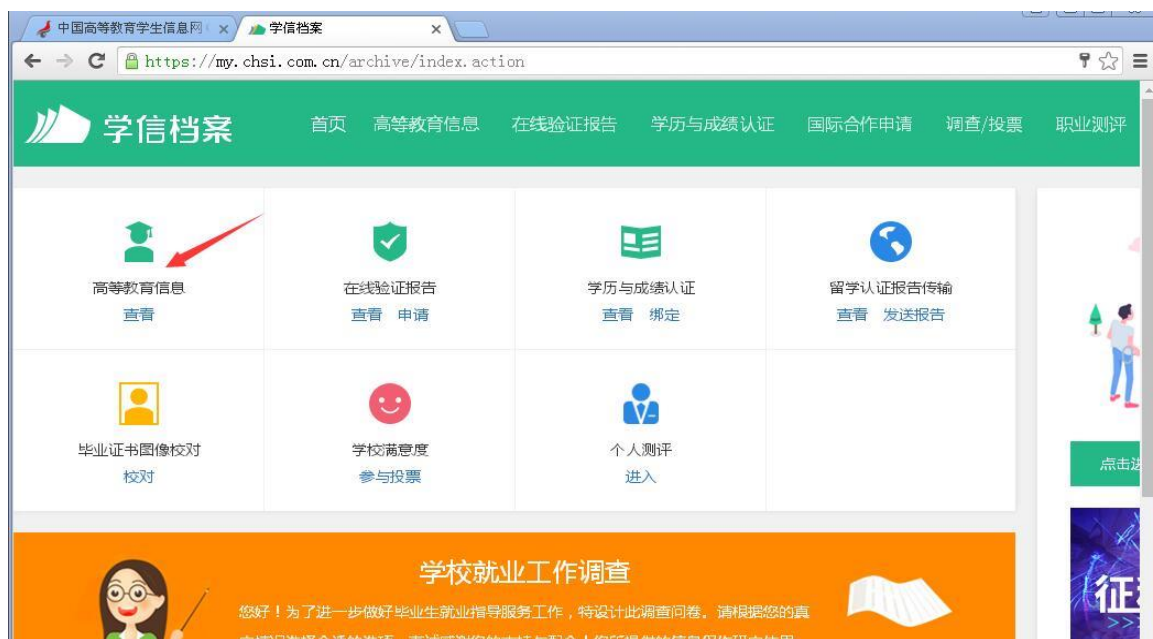 中国高等教育学生信息网
学信档案
https://my.chsi.com.cn/archive/index.action
学信档案
首页 高等教育信息 在线验证报告 学历与成绩认证 国际合作申请 调查/投票 职业测评
高等教育信息 在线验证报告 学历与成绩认证 留学认证报告传输
查看 查看 申请 查看 绑定 查看 发送报告
毕业证书图像校对 学校满意度 个人测评
校对 参与投票 进入
点击
学校就业工作调查
您好！为了进一步做好毕业生就业指导服务工作，特设计此调查问卷。请根据您的真
征
>>>